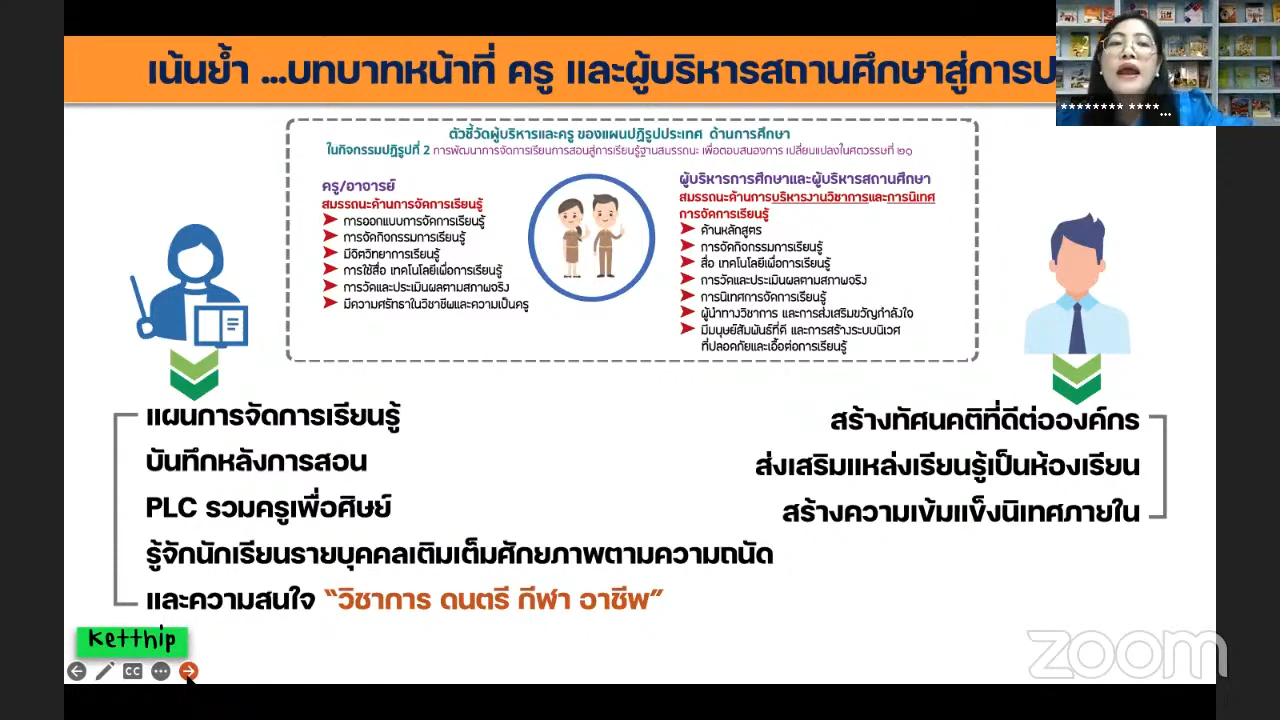 เน้นย้ำ ...บทบาทหน้าที่ ครู และผู้บริหารสถานศึกษาสู่การป
******** ****
...
ตัวชี้วัดผู้บริหารและครู ของแผนปฏิรูปประเทศ ด้านการศึกษา
ในกิจกรรมปฏิรูปที่ 2 การพัฒนาการจัดการเรียนการสอนสู่การเรียนรู้ฐานสมรรถนะ เพื่อตอบสนองการ เปลี่ยนแปลงในศตวรรษที่ ๒๑
ครู/อาจารย์
สมรรถนะด้านการจัดการเรียนรู้
การออกแบบการจัดการเรียนรู้
การจัดกิจกรรมการเรียนรู้
มีจิตวิทยาการเรียนรู้
การใช้สื่อ เทคโนโลยีเพื่อการเรียนรู้
การวัดและประเมินผลตามสภาพจริง
มีความศรัทธาในวิชาชีพและความเป็นครู
ผู้บริหารการศึกษาและผู้บริหารสถานศึกษา
สมรรถนะด้านการบริหารงานวิชาการและการนิเทศ
การจัดการเรียนรู้
ด้านหลักสูตร
การจัดกิจกรรมการเรียนรู้
สื่อ เทคโนโลยีเพื่อการเรียนรู้
การวัดและประเมินผลตามสภาพจริง
การนิเทศการจัดการเรียนรู้
ผู้นำทางวิชาการ และการส่งเสริมขวัญกำลังใจ
มีมนุษย์สัมพันธ์ที่ดี และการสร้างระบบนิเวศ
ที่ปลอดภัยและเอื้อต่อการเรียนรู้
แผนการจัดการเรียนรู้
บันทึกหลังการสอน
PLC รวมครูเพื่อศิษย์
รู้จักนักเรียนรายบุคคลเติมเต็มศักยภาพตามความถนัด
และความสนใจ “วิชาการ ดนตรี กีฬา อาชีพ”
สร้างทัศนคติที่ดีต่อองค์กร
ส่งเสริมแหล่งเรียนรู้เป็นห้องเรียน
สร้างความเข้มแข็งนิเทศภายใน
Ketthip
CC
zoom